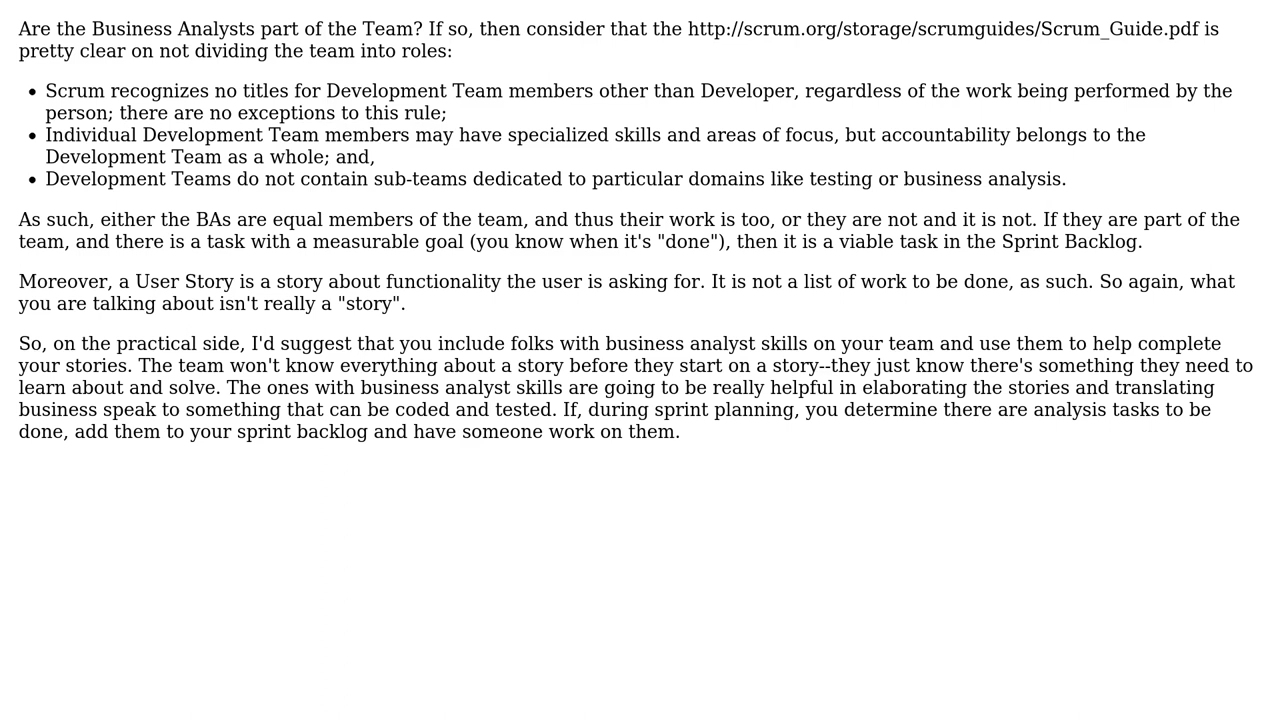 Are the Business Analysts part of the Team? If so, then consider that the http://scrum.org/storage/scrumguides/Scrum_Guide.pdf is
pretty clear on not dividing the team into roles:
• Scrum recognizes no titles for Development Team members other than Developer, regardless of the work being performed by the
person; there are no exceptions to this rule;
• Individual Development Team members may have specialized skills and areas of focus, but accountability belongs to the
Development Team as a whole; and,
• Development Teams do not contain sub-teams dedicated to particular domains like testing or business analysis.
As such, either the BAs are equal members of the team, and thus their work is too, or they are not and it is not. If they are part of the
team, and there is a task with a measurable goal (you know when it's "done"), then it is a viable task in the Sprint Backlog.
Moreover, a User Story is a story about functionality the user is asking for. It is not a list of work to be done, as such. So again, what
you are talking about isn't really a "story".
So, on the practical side, I'd suggest that you include folks with business analyst skills on your team and use them to help complete
your stories. The team won't know everything about a story before they start on a story--they just know there's something they need to
learn about and solve. The ones with business analyst skills are going to be really helpful in elaborating the stories and translating
business speak to something that can be coded and tested. If, during sprint planning, you determine there are analysis tasks to be
done, add them to your sprint backlog and have someone work on them.